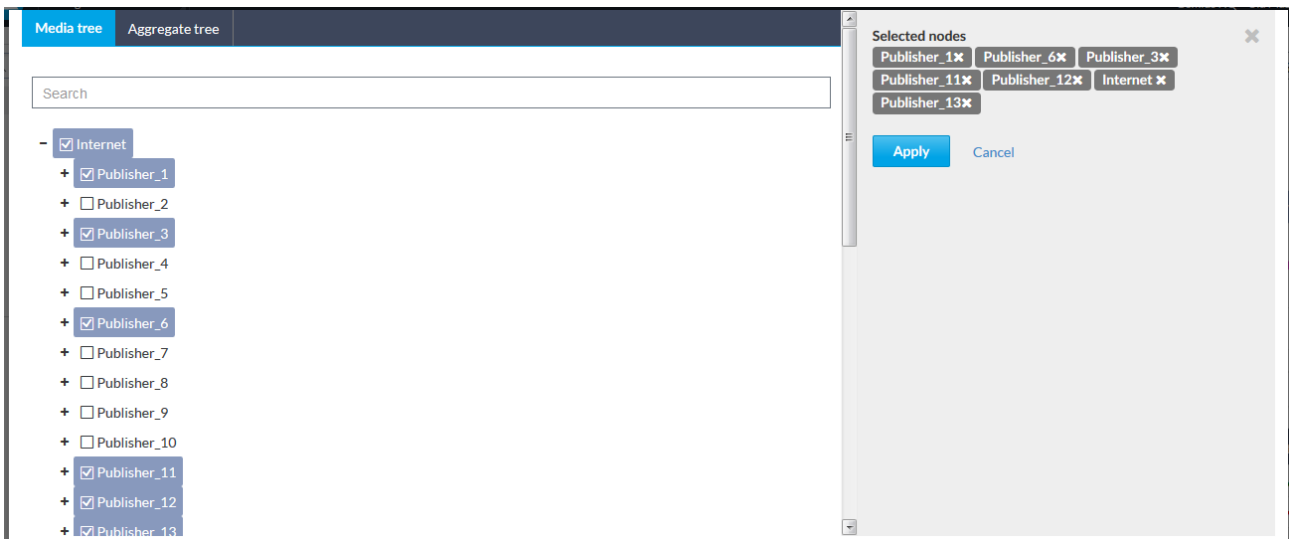 Media tree Aggregate tree
Search
Internet
Publisher_1
Publisher_2
Publisher_3
Publisher_4
Publisher_5
Publisher_6
Publisher_7
Publisher_8
Publisher_9
Publisher_10
Publisher_11
Publisher_12
Publisher_13
Selected nodes
Publisher_1 Publisher_6 Publisher_3
Publisher_11 Publisher_12 Internet
Publisher_13
Apply Cancel